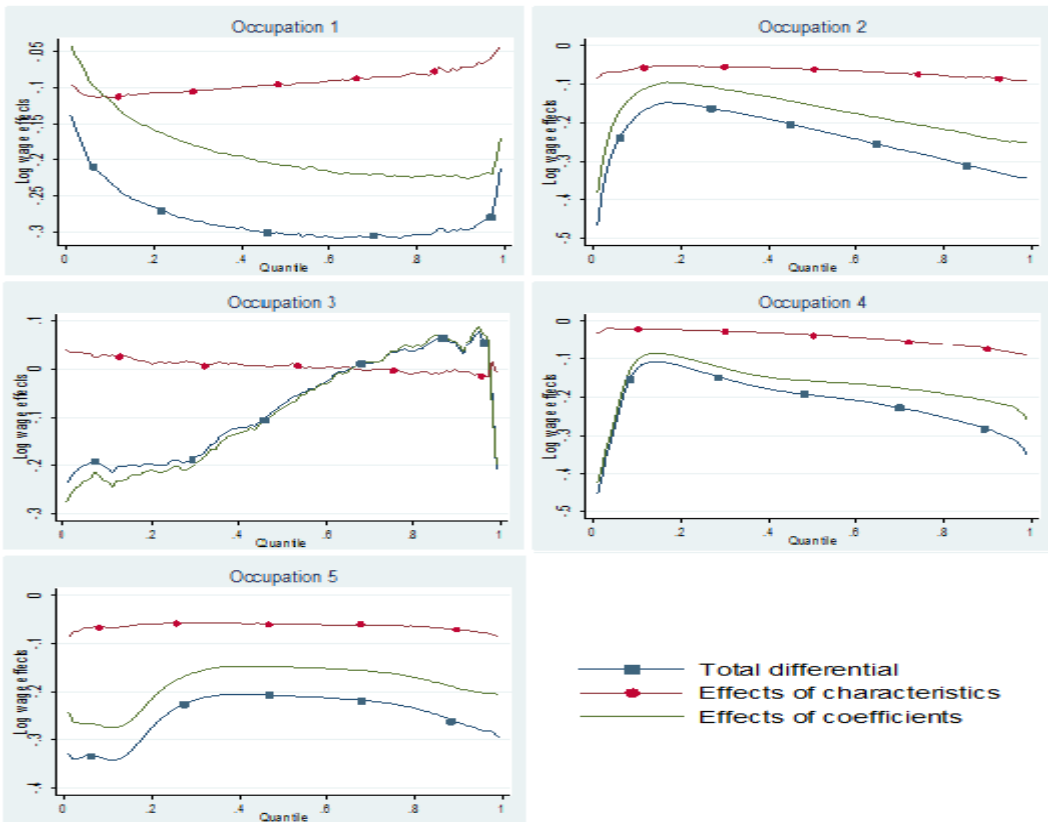 Occupation 1
Log wage effects
-.05
-.1
-.15
-.2
-.25
-.3
0 .2 .4 .6 .8 1
Quantile
Occupation 2
Log wage effects
0
-.1
-.2
-.3
-.4
-.5
0 .2 .4 .6 .8 1
Quantile
Occupation 3
Log wage effects
.1
0
-.1
-.2
-.3
0 .2 .4 .6 .8 1
Quantile
Occupation 4
Log wage effects
0
-.1
-.2
-.3
-.4
-.5
0 .2 .4 .6 .8 1
Quantile
Occupation 5
Log wage effects
0
-.1
-.2
-.3
-.4
0 .2 .4 .6 .8 1
Quantile
Total differential
Effects of characteristics
Effects of coefficients